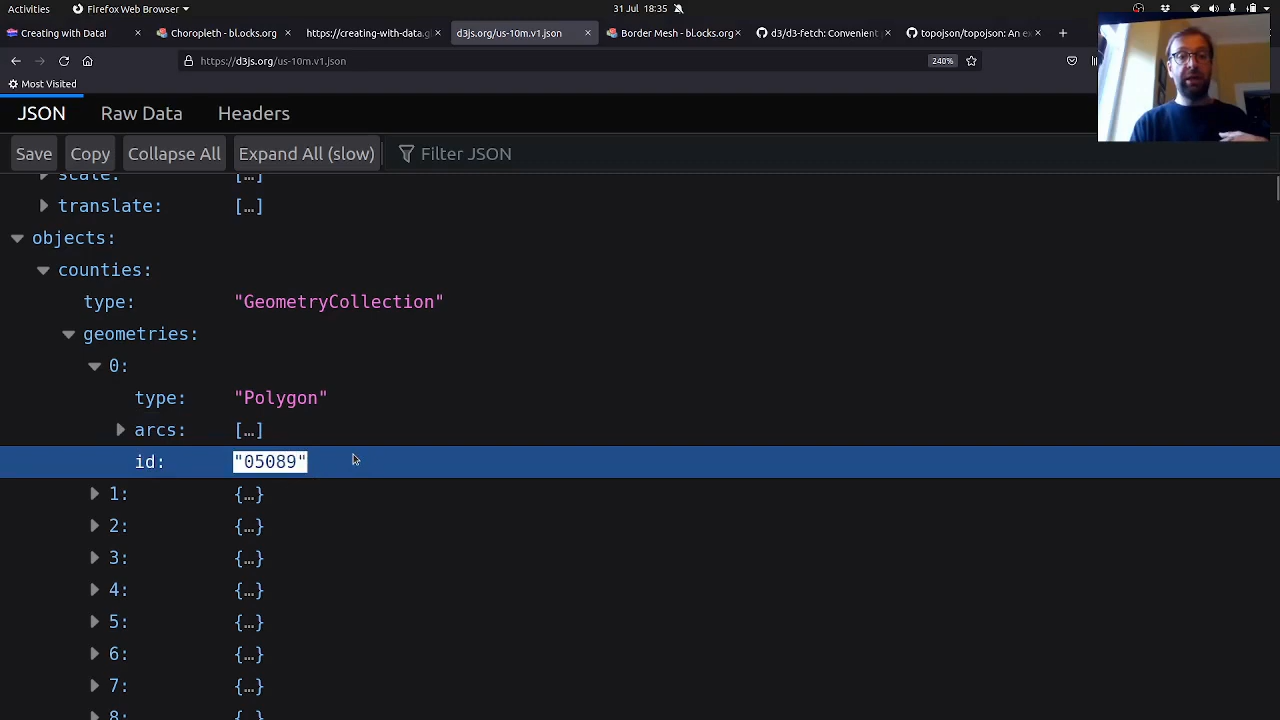 Activities Firefox Web Browser 31 Jul 18:35
Creating with Data! Choropleth - bl.ocks.org https://creating-with-data.gl d3js.org/us-10m.v1.json Border Mesh - bl.ocks.org d3/d3-fetch: Convenient topojson/topojson: An ex
https://d3js.org/us-10m.v1.json 240%
Most Visited
JSON Raw Data Headers
Save Copy Collapse All Expand All (slow) Filter JSON
scale: […]
translate: […]
objects:
counties:
type: "GeometryCollection"
geometries:
0:
type: "Polygon"
arcs: […]
id: "05089"
1: {…}
2: {…}
3: {…}
4: {…}
5: {…}
6: {…}
7: {…}
8: {…}